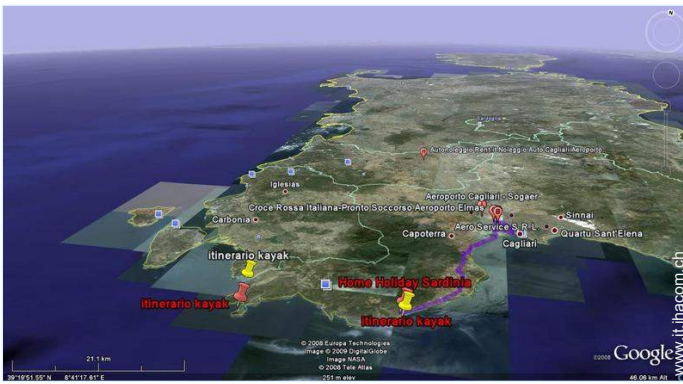 N
Sardegna
Autonoleggio Rent.it Noleggio Auto Cagliari Aeroporto
Iglesias
Aeroporto Cagliari - Sogaer
Croce Rossa Italiana-Pronto Soccorso Aeroporto Elmas
Sinnai
Carbonia
Aero Service S.R.L.
Capoterra
Quartu Sant'Elena
Cagliari
itinerario kayak
Home Holiday Sardinia
itinerario kayak
itinerario kayak
© 2008 Europa Technologies
Image © 2009 DigitalGlobe
Image NASA
© 2008 Tele Atlas
©2008 Google
21.1 km
39°19'51.55" N 8°41'17.61" E
251 m elev
46.06 km Alt
www.it.ihacom.ch